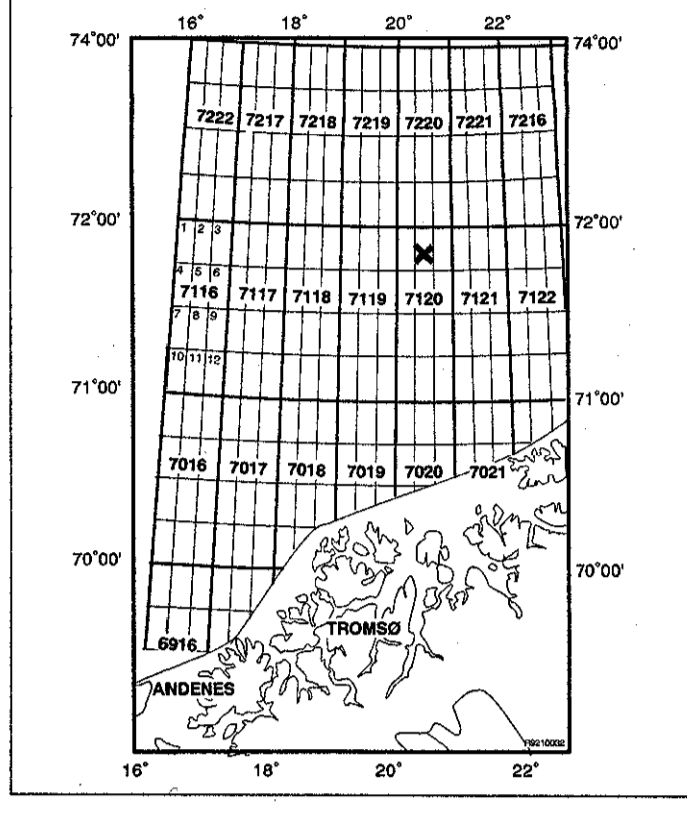 16° 18° 20° 22°
74°00' 74°00'
7222 7217 7218 7219 7220 7221 7216
72°00' 72°00'
1 2 3
4 5 6
7116 7117 7118 7119 7120 7121 7122
7 8 9
10 11 12
71°00' 71°00'
7016 7017 7018 7019 7020 7021
70°00' 70°00'
TROMSØ
6916
ANDENES
R9210032
16° 18° 20° 22°